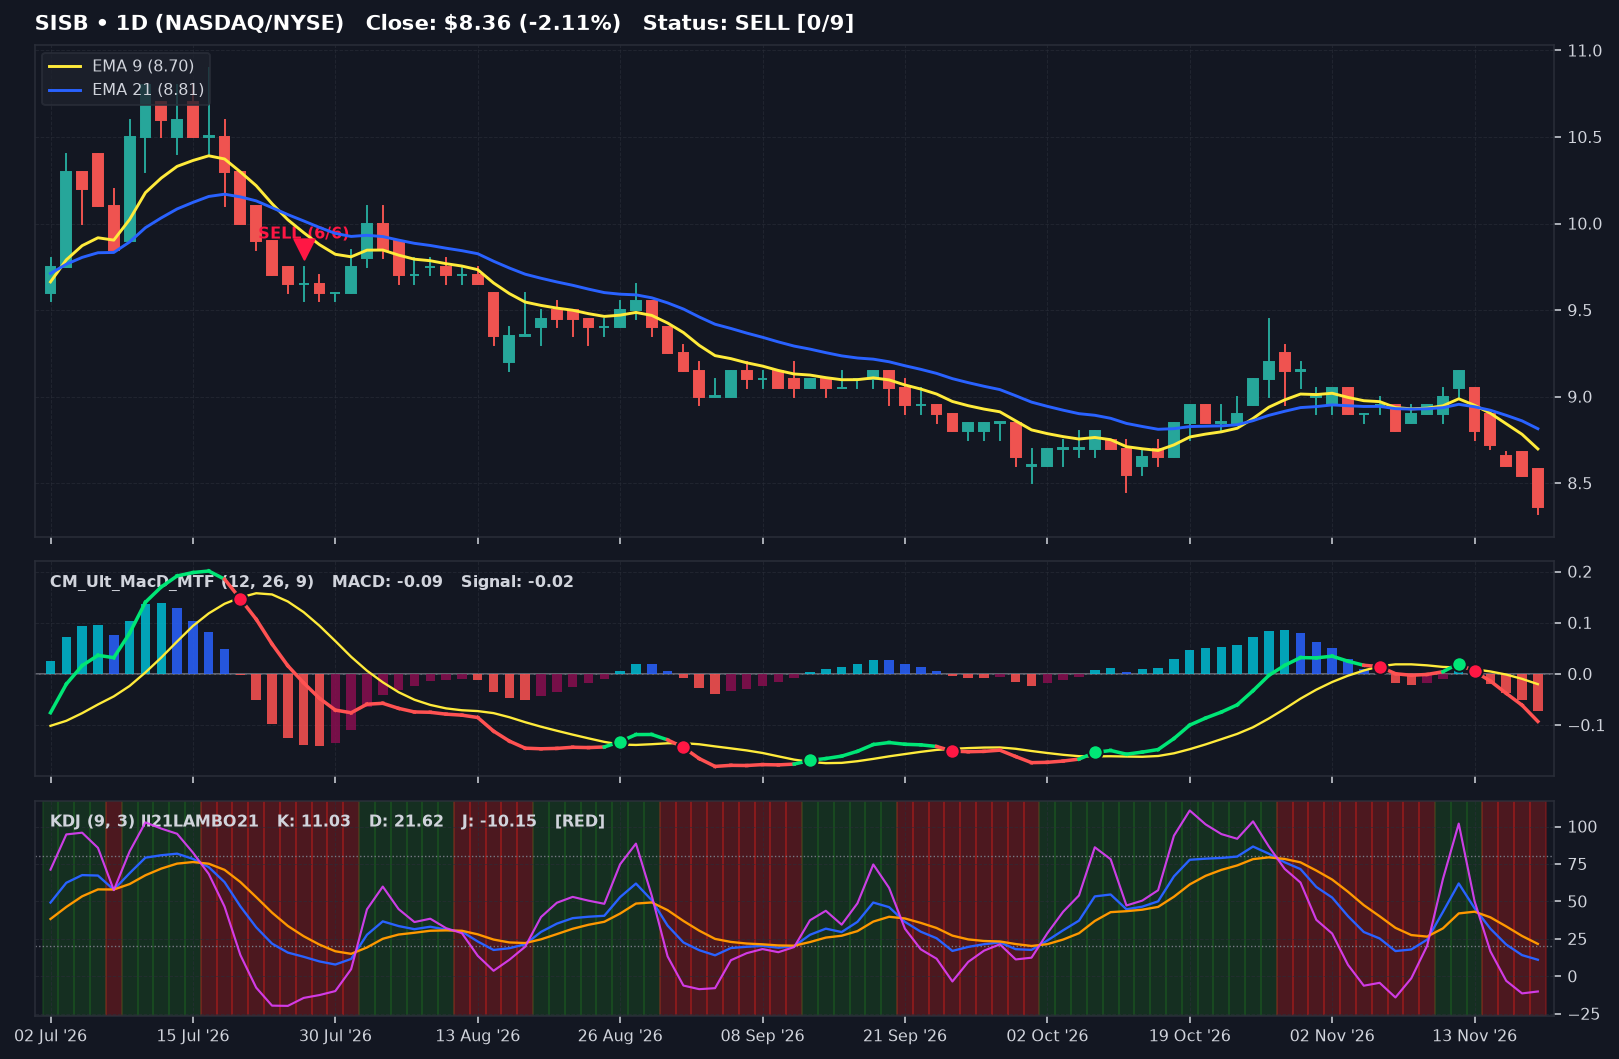 SISB • 1D (NASDAQ/NYSE)   Close: $8.36 (-2.11%)   Status: SELL [0/9]
EMA 9 (8.70)
EMA 21 (8.81)
SELL (6/6)
11.0
10.5
10.0
9.5
9.0
8.5
CM_Ult_MacD_MTF (12, 26, 9)   MACD: -0.09   Signal: -0.02
0.2
0.1
0.0
−0.1
KDJ (9, 3) JJ21LAMBO21   K: 11.03   D: 21.62   J: -10.15   [RED]
100
75
50
25
0
−25
02 Jul '26
15 Jul '26
30 Jul '26
13 Aug '26
26 Aug '26
08 Sep '26
21 Sep '26
02 Oct '26
19 Oct '26
02 Nov '26
13 Nov '26